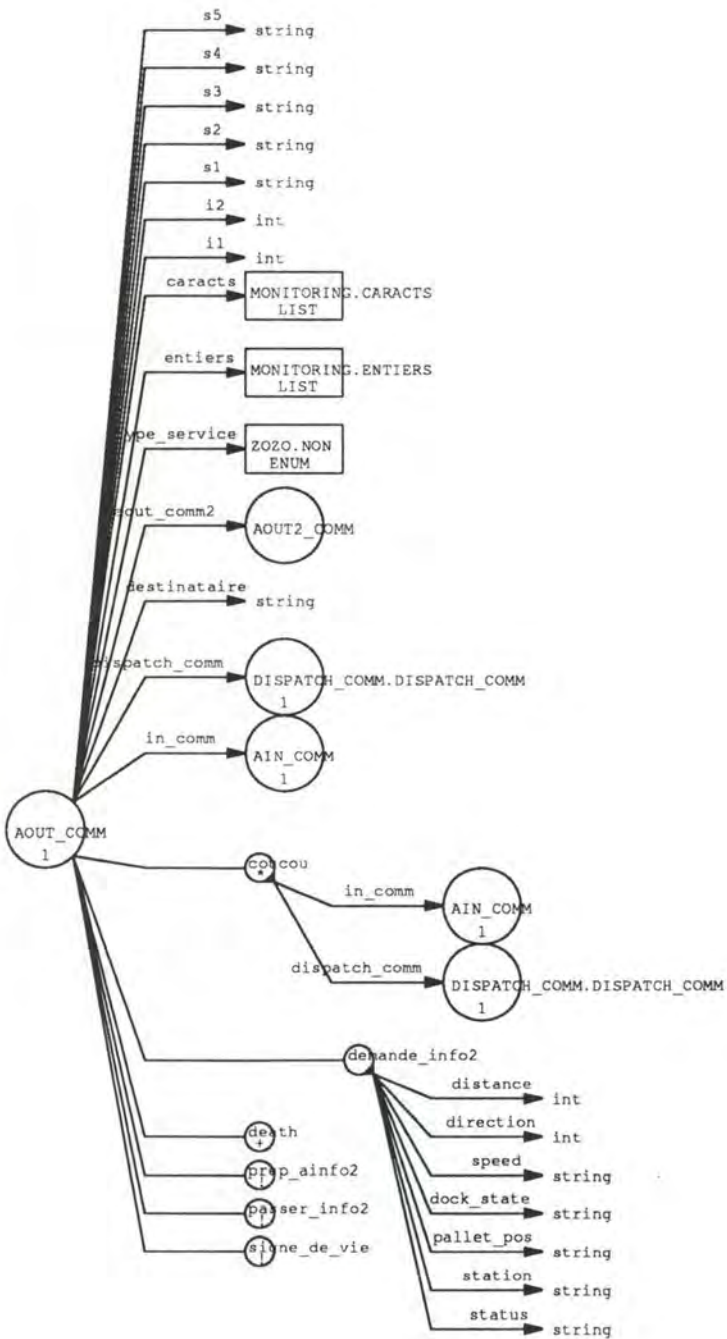 s5
string
s4
string
s3
string
s2
string
s1
string
i2
int
i1
int
caracts
MONITORING.CARACTS
LIST
entiers
MONITORING.ENTIERS
LIST
ype_service
ZOZO.NON
ENUM
aout_comm2
AOUT2_COMM
destinataire
string
dispatch_comm
DISPATCH_COMM.DISPATCH_COMM
1
in_comm
AIN_COMM
1
AOUT_COMM
1
coucou
*
in_comm
AIN_COMM
1
dispatch_comm
DISPATCH_COMM.DISPATCH_COMM
1
demande_info2
distance
int
direction
int
speed
string
dock_state
string
pallet_pos
string
station
string
status
string
death
+
prep_ainfo2
!
passer_info2
!
signe_de_vie
!